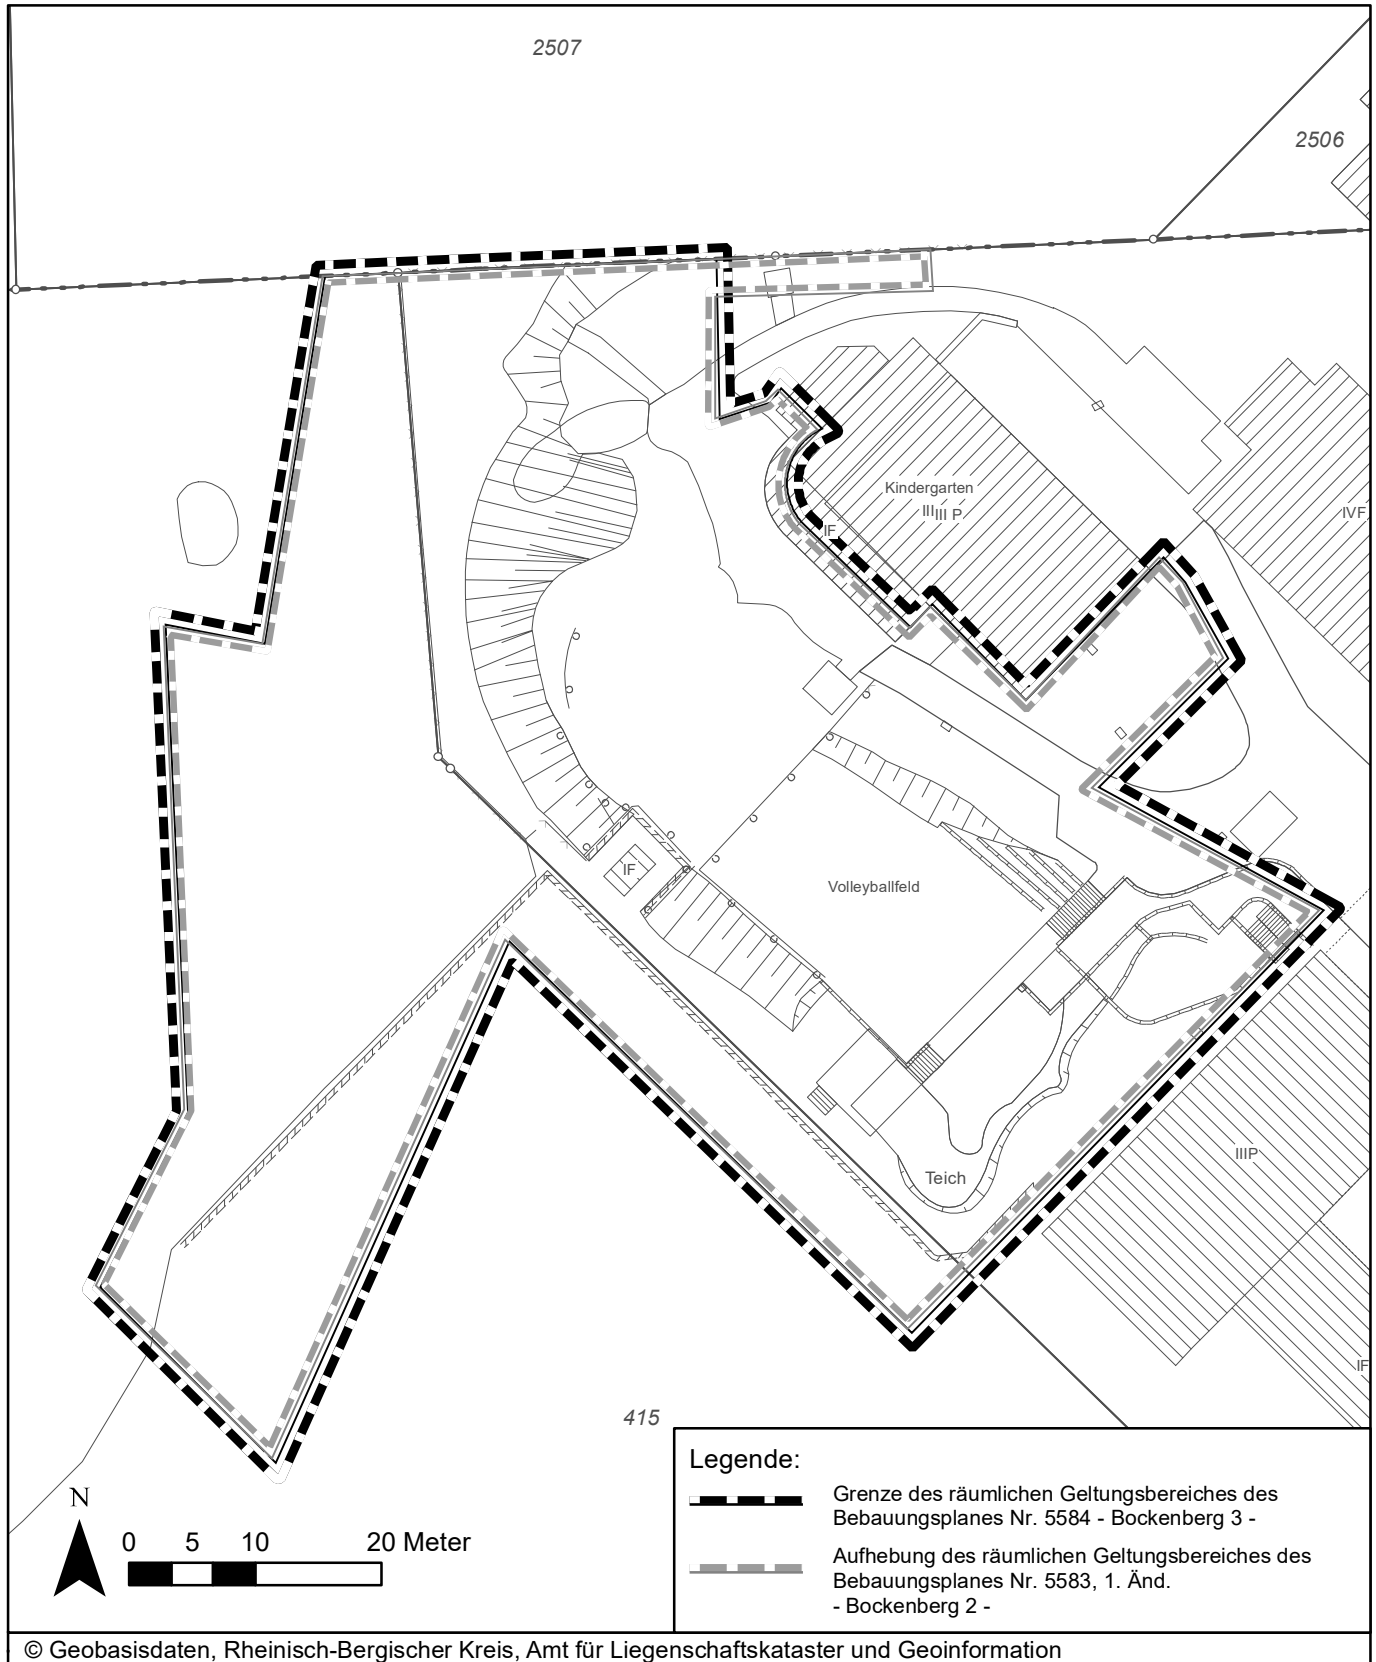 2507
2506
Kindergarten
III III P
IF
IVF
IF
Volleyballfeld
Teich
IIIP
IF
415
Legende:
Grenze des räumlichen Geltungsbereiches des
Bebauungsplanes Nr. 5584 - Bockenberg 3 -
Aufhebung des räumlichen Geltungsbereiches des
Bebauungsplanes Nr. 5583, 1. Änd.
- Bockenberg 2 -
N
0 5 10 20 Meter
© Geobasisdaten, Rheinisch-Bergischer Kreis, Amt für Liegenschaftskataster und Geoinformation